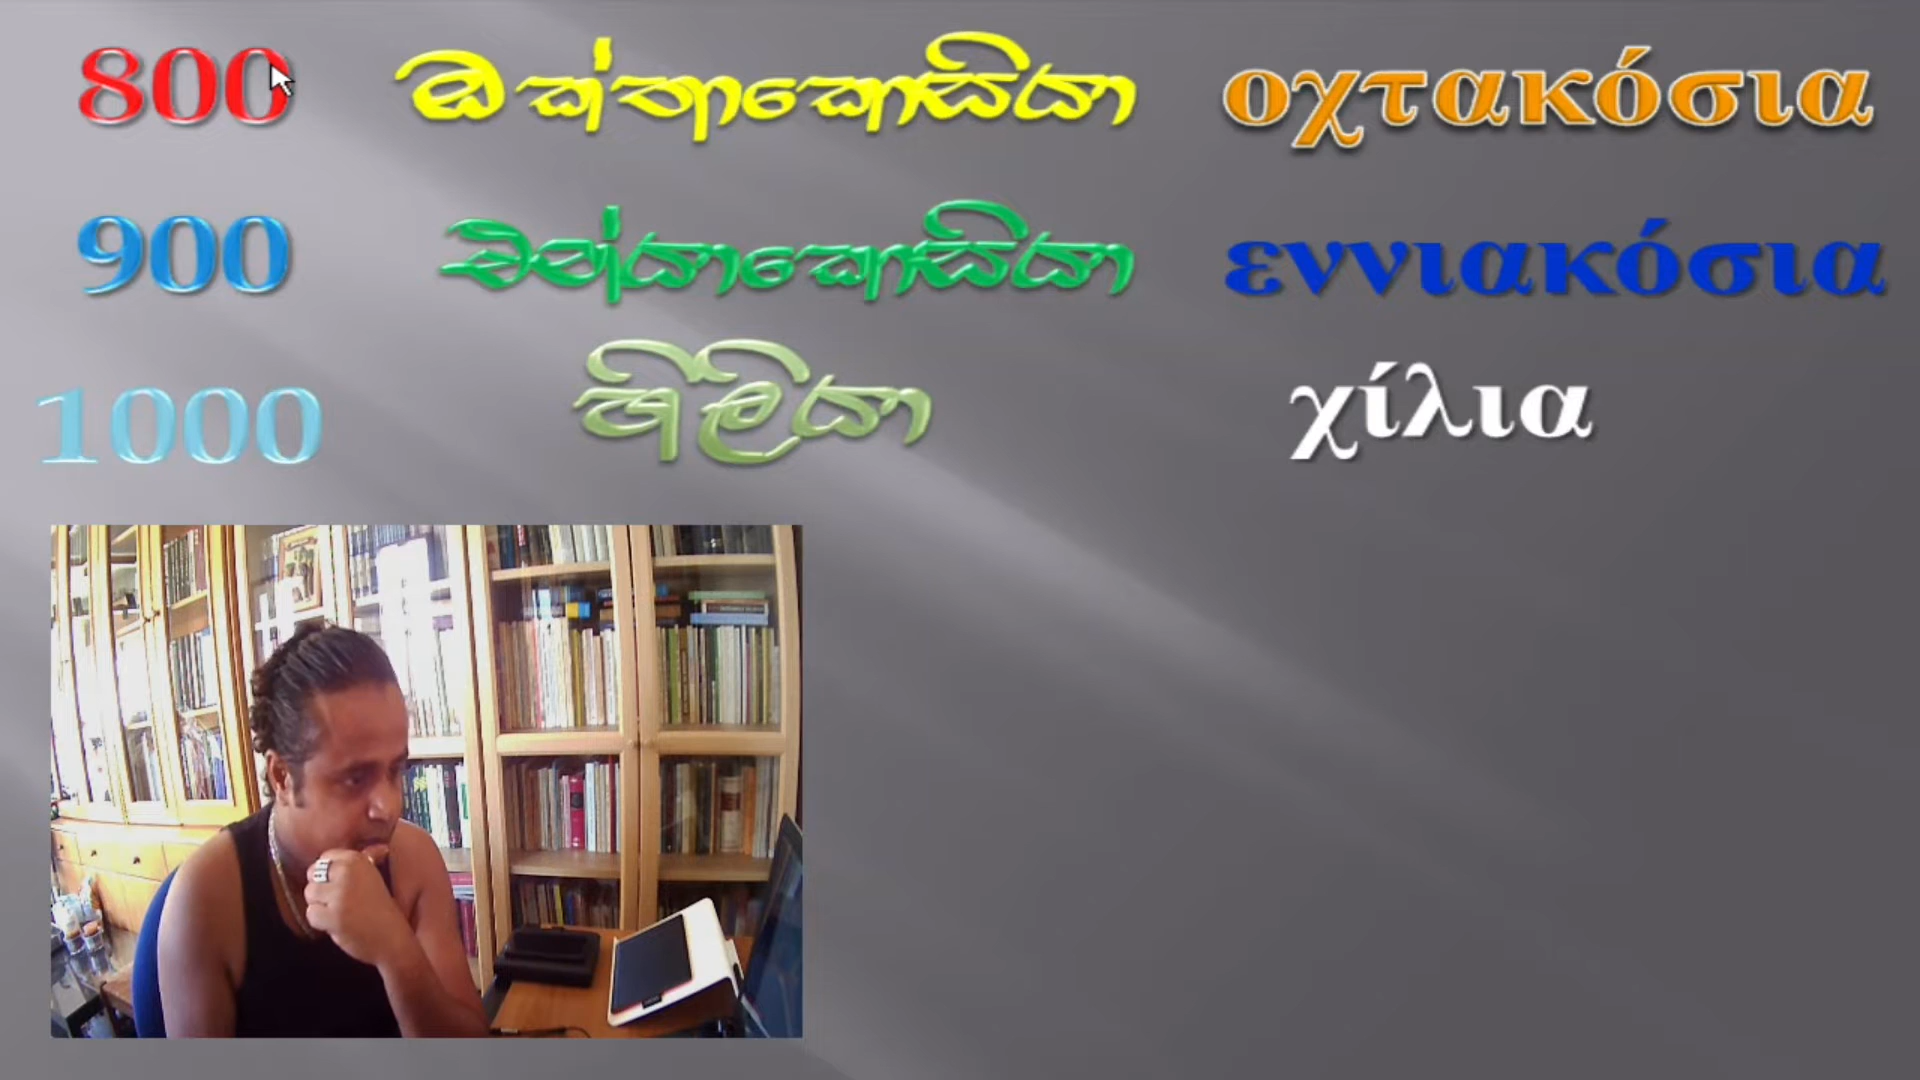 800 ඔක්තාකොසියා οχτακόσια
900 එන්යාකොසියා εννιακόσια
1000 හිලියා χίλια